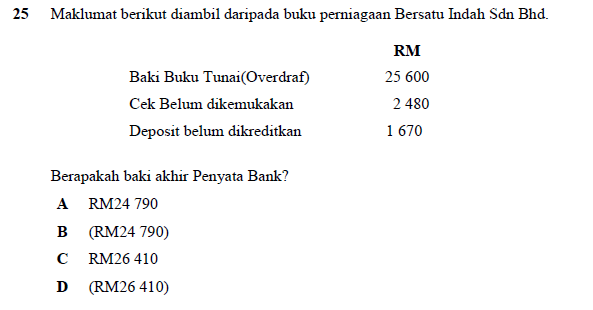 25 Maklumat berikut diambil daripada buku perniagaan Bersatu Indah Sdn Bhd.
RM
Baki Buku Tunai(Overdraf) 25 600
Cek Belum dikemukakan 2 480
Deposit belum dikreditkan 1 670
Berapakah baki akhir Penyata Bank?
A RM24 790
B (RM24 790)
C RM26 410
D (RM26 410)